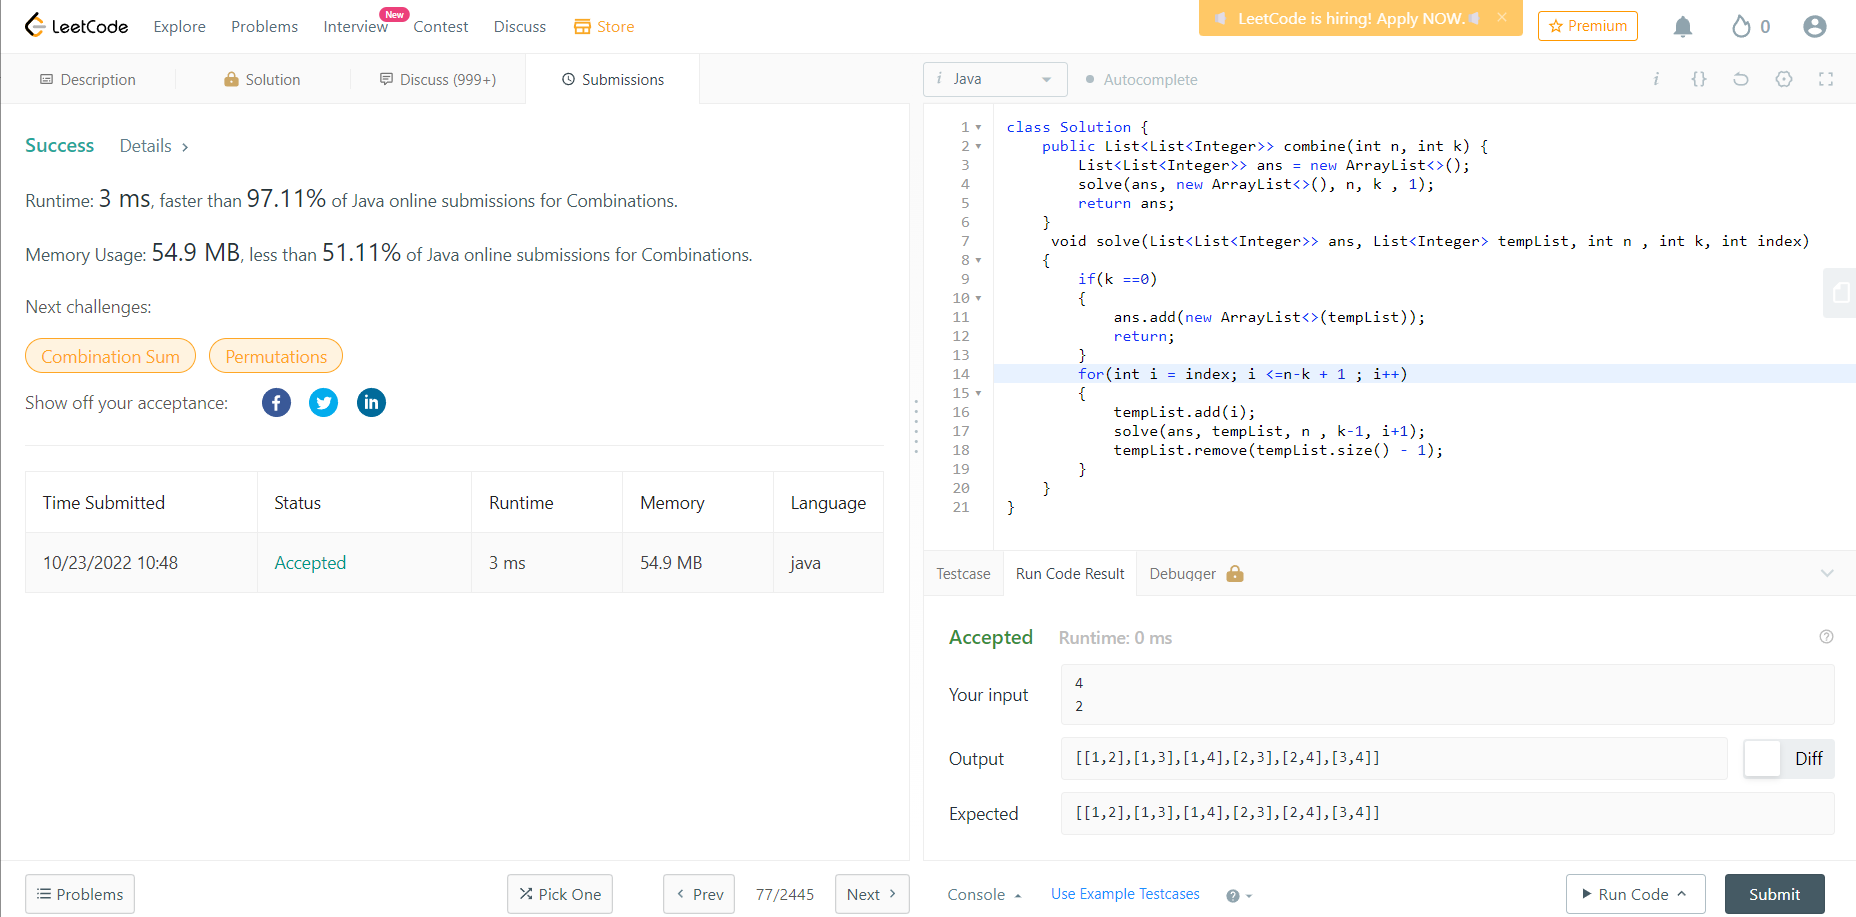 LeetCode Explore Problems Interview New Contest Discuss Store LeetCode is hiring! Apply NOW. × Premium 0
Description Solution Discuss (999+) Submissions
i Java Autocomplete i {}
Success Details >
Runtime: 3 ms, faster than 97.11% of Java online submissions for Combinations.
Memory Usage: 54.9 MB, less than 51.11% of Java online submissions for Combinations.
Next challenges:
Combination Sum Permutations
Show off your acceptance: f in
Time Submitted Status Runtime Memory Language
10/23/2022 10:48 Accepted 3 ms 54.9 MB java
Problems Pick One < Prev 77/2445 Next >
1 class Solution {
2 public List<List<Integer>> combine(int n, int k) {
3 List<List<Integer>> ans = new ArrayList<>();
4 solve(ans, new ArrayList<>(), n, k , 1);
5 return ans;
6 }
7 void solve(List<List<Integer>> ans, List<Integer> tempList, int n , int k, int index)
8 {
9 if(k ==0)
10 {
11 ans.add(new ArrayList<>(tempList));
12 return;
13 }
14 for(int i = index; i <=n-k + 1 ; i++)
15 {
16 tempList.add(i);
17 solve(ans, tempList, n , k-1, i+1);
18 tempList.remove(tempList.size() - 1);
19 }
20 }
21 }
Testcase Run Code Result Debugger
Accepted Runtime: 0 ms ?
Your input
4
2
Output [[1,2],[1,3],[1,4],[2,3],[2,4],[3,4]] Diff
Expected [[1,2],[1,3],[1,4],[2,3],[2,4],[3,4]]
Console Use Example Testcases ? Run Code Submit